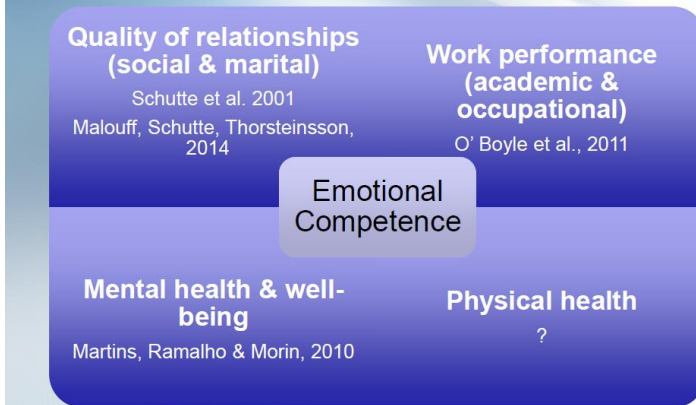 Quality of relationships
(social & marital)
Schutte et al. 2001
Malouff, Schutte, Thorsteinsson,
2014
Work performance
(academic &
occupational)
O' Boyle et al., 2011
Emotional
Competence
Mental health & well-
being
Martins, Ramalho & Morin, 2010
Physical health
?